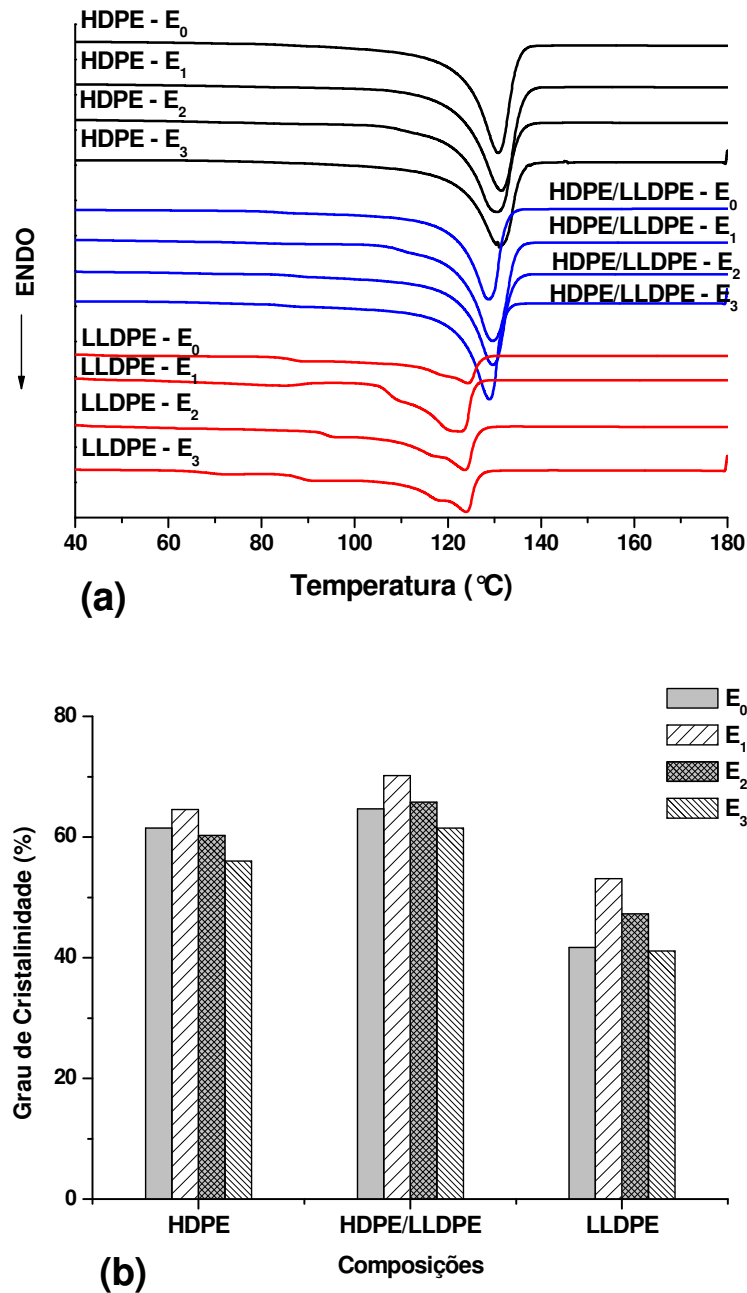 HDPE - E0
HDPE - E1
HDPE - E2
HDPE - E3
HDPE/LLDPE - E0
HDPE/LLDPE - E1
HDPE/LLDPE - E2
HDPE/LLDPE - E3
ENDO
LLDPE - E0
LLDPE - E1
LLDPE - E2
LLDPE - E3
40 60 80 100 120 140 160 180
Temperatura (°C)
(a)
E0
E1
E2
E3
80
60
40
20
0
Grau de Cristalinidade (%)
HDPE HDPE/LLDPE LLDPE
Composições
(b)